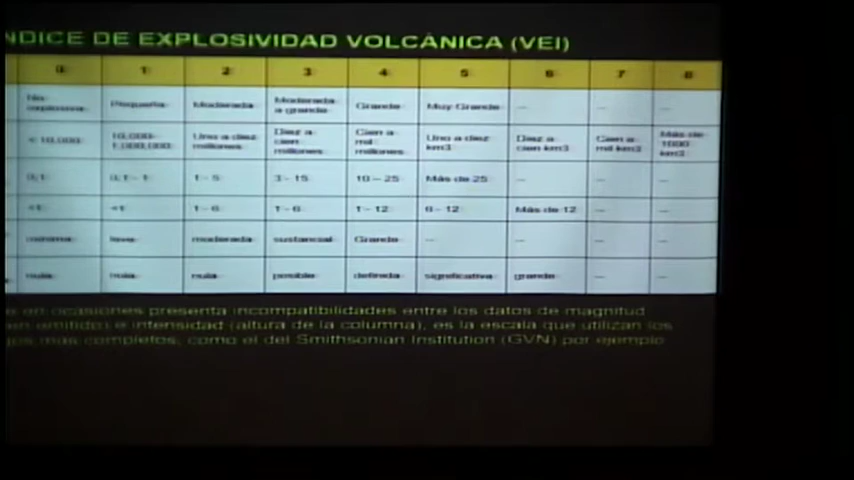 NDICE DE EXPLOSIVIDAD VOLCÁNICA (VEI)
0 1 2 3 4 5 6 7 8
No explosiva Pequeña Moderada Moderada a grande Grande Muy Grande — — —
< 10,000 10,000- 1,000,000 Uno a diez millones Diez a cien millones Cien a mil millones Uno a diez km3 Diez a cien km3 Cien a mil km3 Más de 1000 km3
0,1 0,1 - 1 1 - 5 3 - 15 10 - 25 Más de 25 — — —
<1 <1 1 - 6 1 - 6 1 - 12 6 - 12 Más de 12 — —
mínima leve moderada sustancial Grande — — — —
nula nula nula posible definida significativa grande — —
e en ocasiones presenta incompatibilidades entre los datos de magnitud
en emitido) e intensidad (altura de la columna), es la escala que utilizan los
más completos, como el del Smithsonian Institution (GVN) por ejemplo